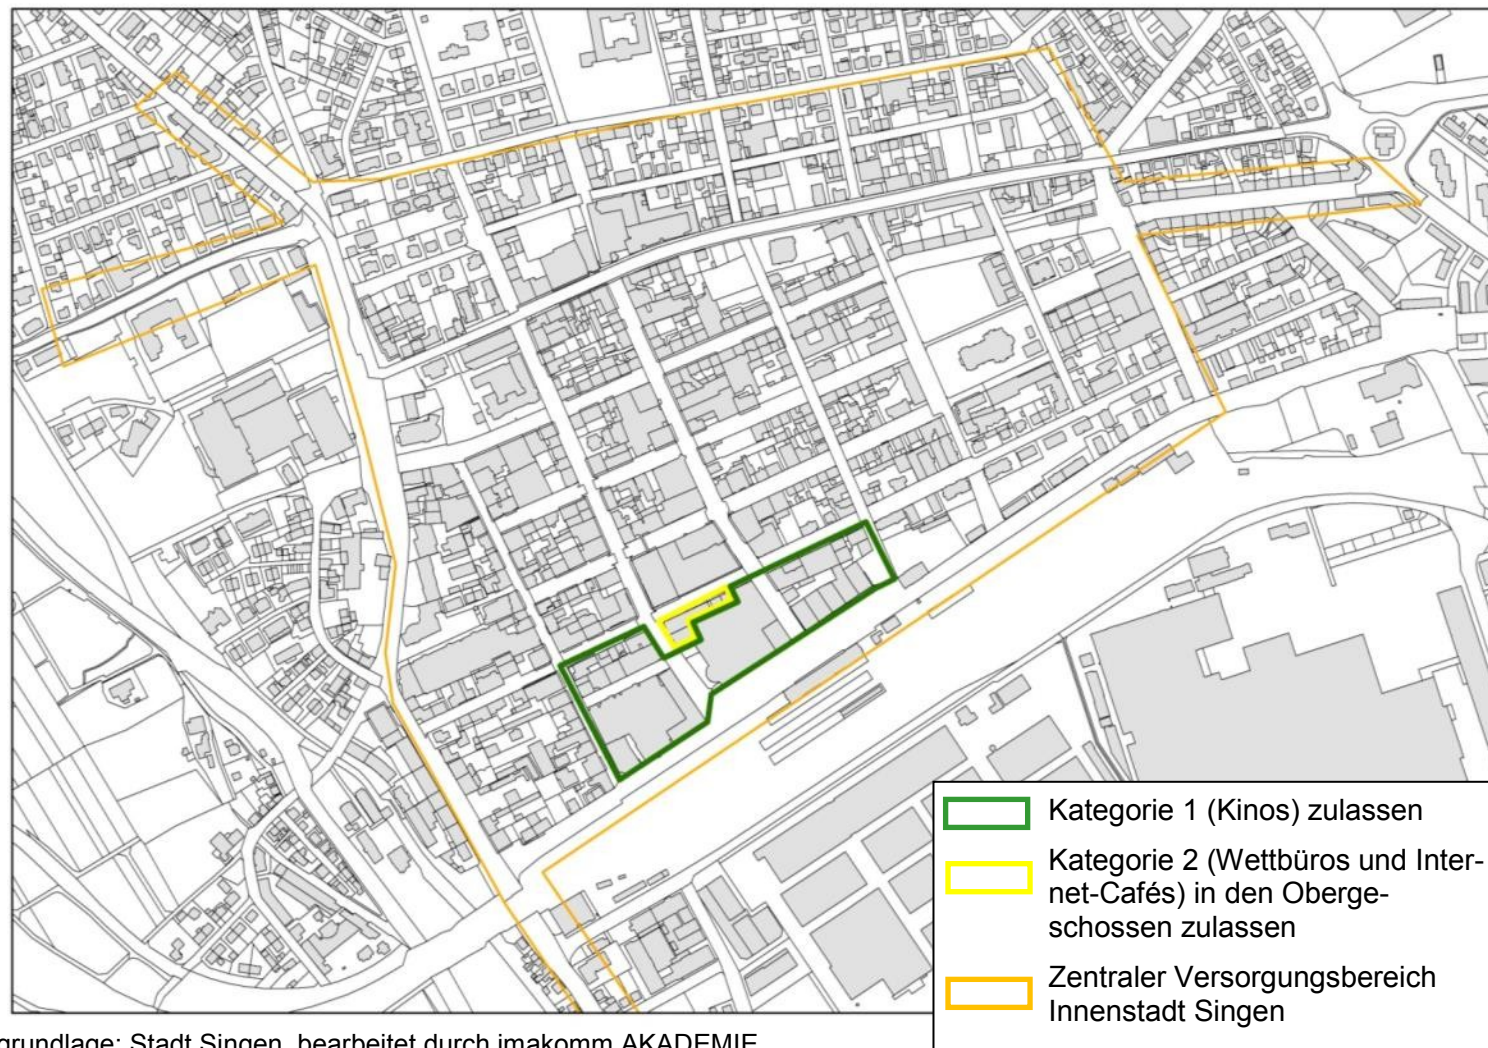 Kategorie 1 (Kinos) zulassen
Kategorie 2 (Wettbüros und Inter-
net-Cafés) in den Oberge-
schossen zulassen
Zentraler Versorgungsbereich
Innenstadt Singen
grundlage: Stadt Singen, bearbeitet durch imakomm AKADEMIE